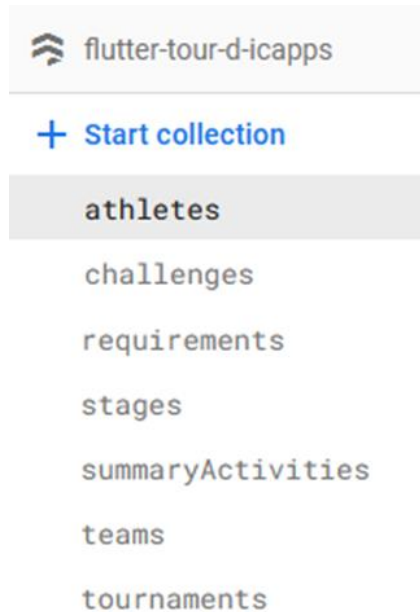 flutter-tour-d-icapps
+ Start collection
athletes
challenges
requirements
stages
summaryActivities
teams
tournaments